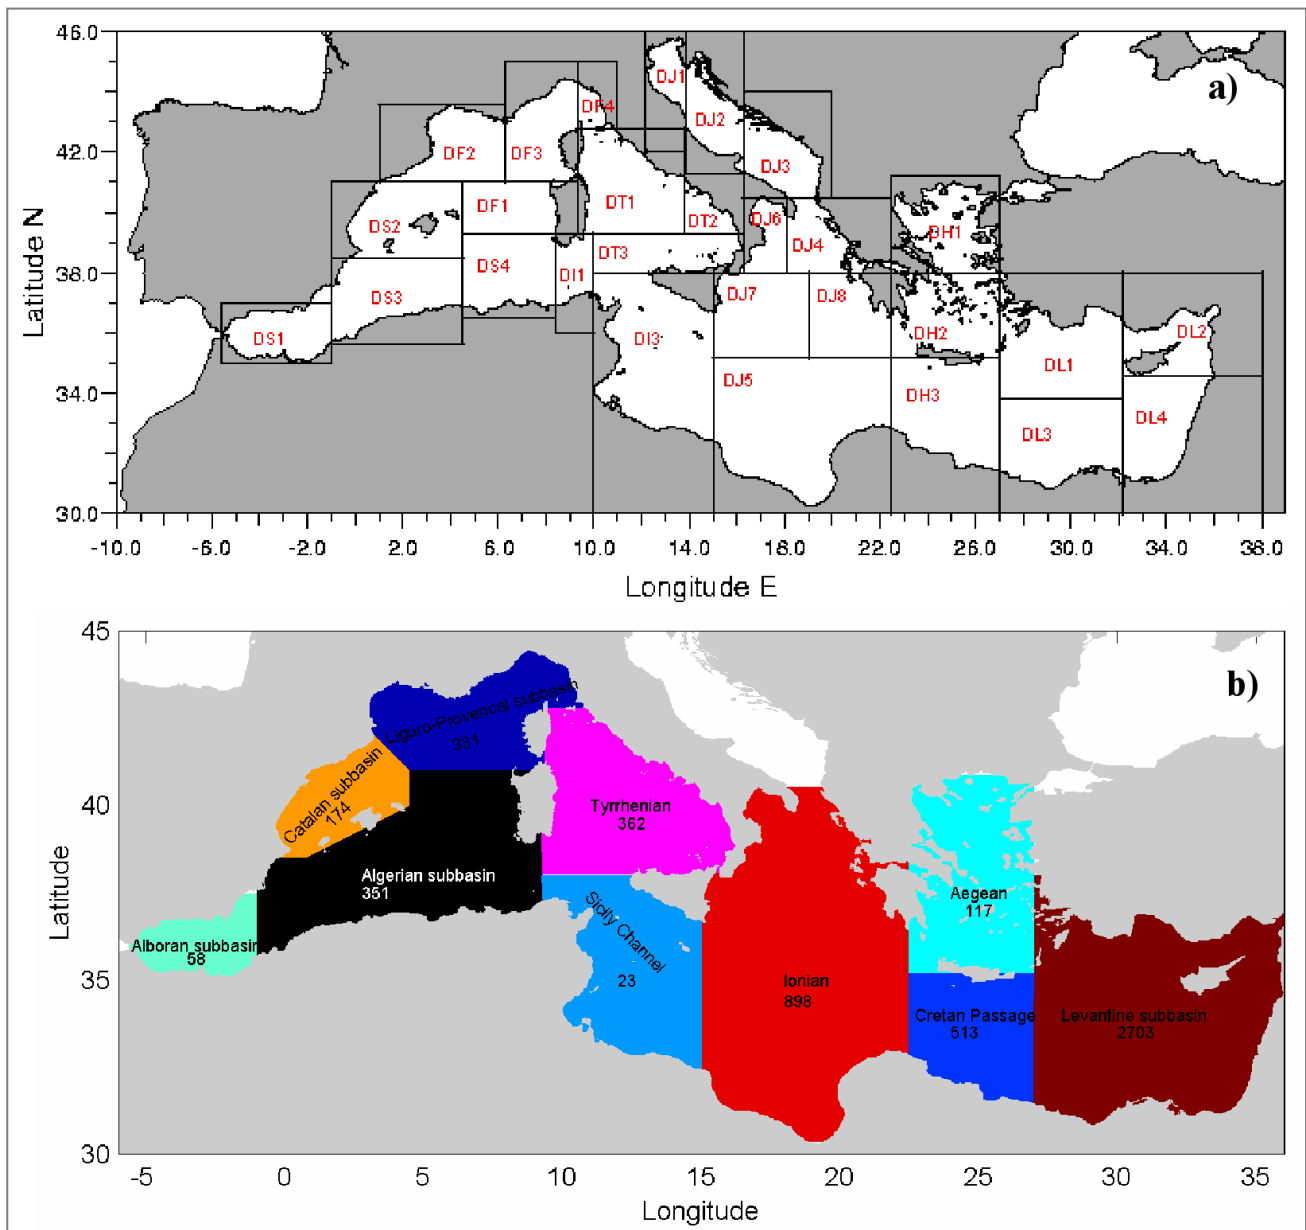 46.0
42.0
38.0
34.0
30.0
Latitude N
a)
DJ1
DF4
DJ2
DF2
DF3
DJ3
DF1
DT1
DS2
DT2
DJ6
DH1
DJ4
DS4
DT3
DI1
DS3
DJ7
DJ8
DS1
DI3
DH2
DL2
DL1
DJ5
DH3
DL4
DL3
-10.0 -6.0 -2.0 2.0 6.0 10.0 14.0 18.0 22.0 26.0 30.0 34.0 38.0
Longitude E
45
40
35
30
Latitude
b)
Liguro-Provencal subbasin
331
Catalan subbasin
174
Tyrrhenian
362
Algerian subbasin
351
Aegean
117
Alboran subbasin
58
Sicily Channel
23
Ionian
898
Cretan Passage
513
Levantine subbasin
2703
-5 0 5 10 15 20 25 30 35
Longitude